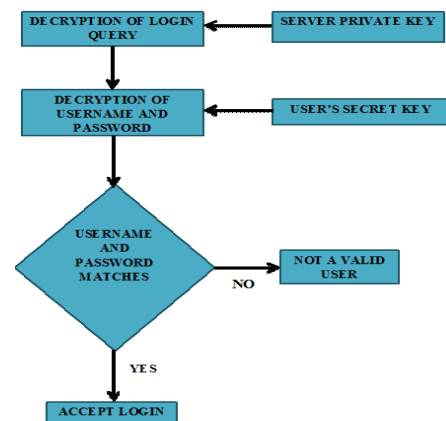 DECRYPTION OF LOGIN
QUERY
SERVER PRIVATE KEY
DECRYPTION OF
USERNAME AND
PASSWORD
USER'S SECRET KEY
USERNAME
AND
PASSWORD
MATCHES
NO
NOT A VALID
USER
YES
ACCEPT LOGIN